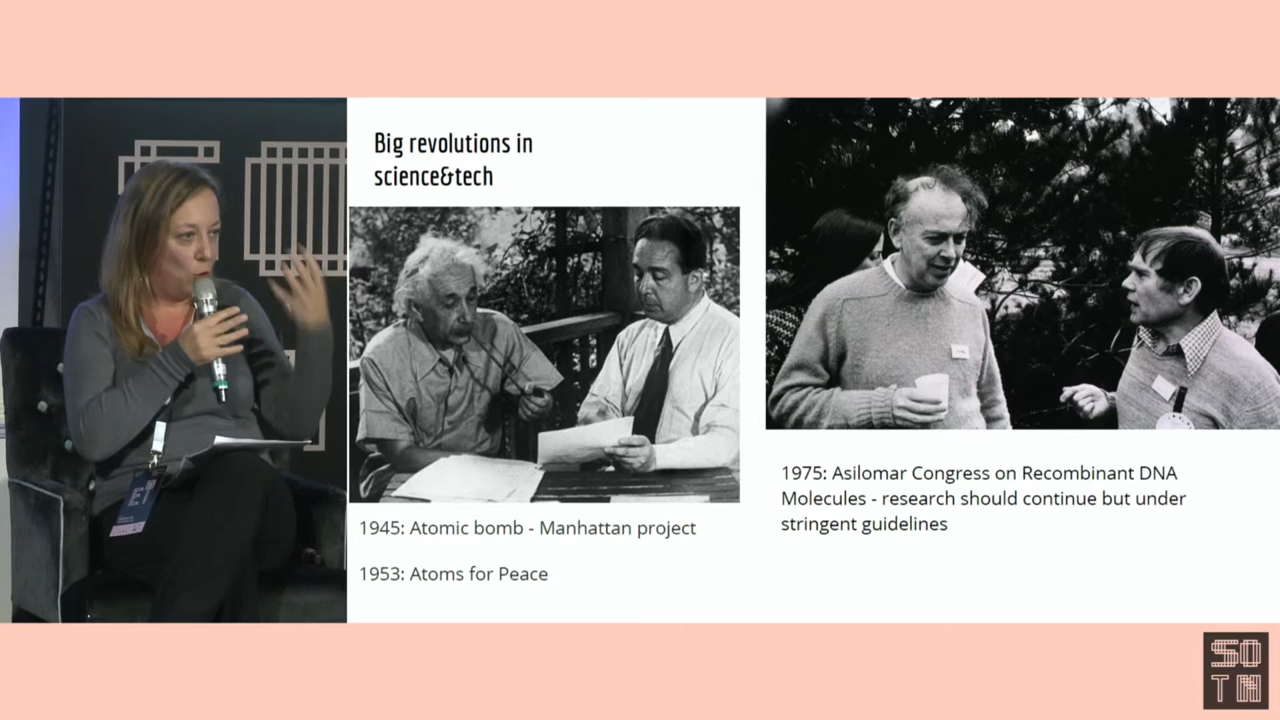 Big revolutions in
science&tech
1945: Atomic bomb - Manhattan project
1953: Atoms for Peace
1975: Asilomar Congress on Recombinant DNA
Molecules - research should continue but under
stringent guidelines
SO
TH